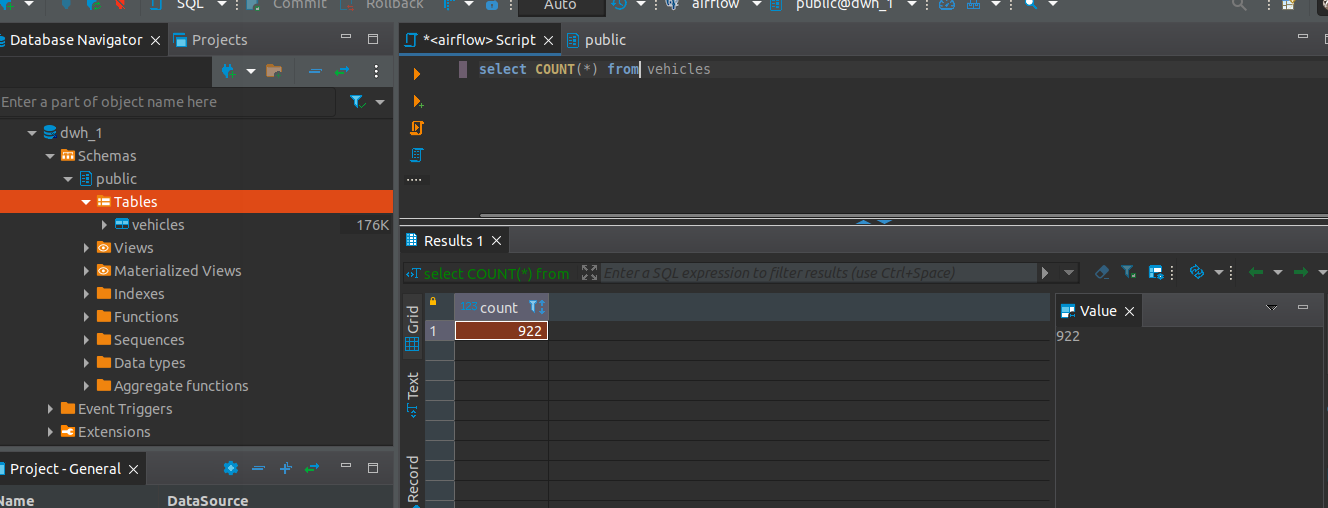 SQL Commit Rollback Auto airflow public@dwh_1
Database Navigator Projects
Enter a part of object name here
dwh_1
Schemas
public
Tables
vehicles 176K
Views
Materialized Views
Indexes
Functions
Sequences
Data types
Aggregate functions
Event Triggers
Extensions
Project - General
Name DataSource
*<airflow> Script public
select COUNT(*) from vehicles
Results 1
select COUNT(*) from Enter a SQL expression to filter results (use Ctrl+Space)
Grid
Text
Record
123 count
1 922
Value
922